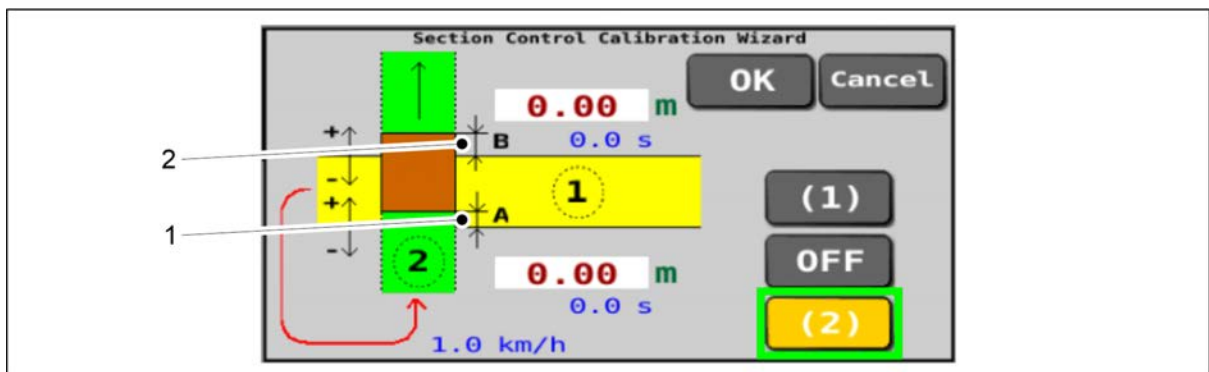 Section Control Calibration Wizard
OK Cancel
0.00 m
+
B 0.0 s
2
-
1
(1)
+
A
1
-
2
OFF
0.00 m
0.0 s
(2)
1.0 km/h